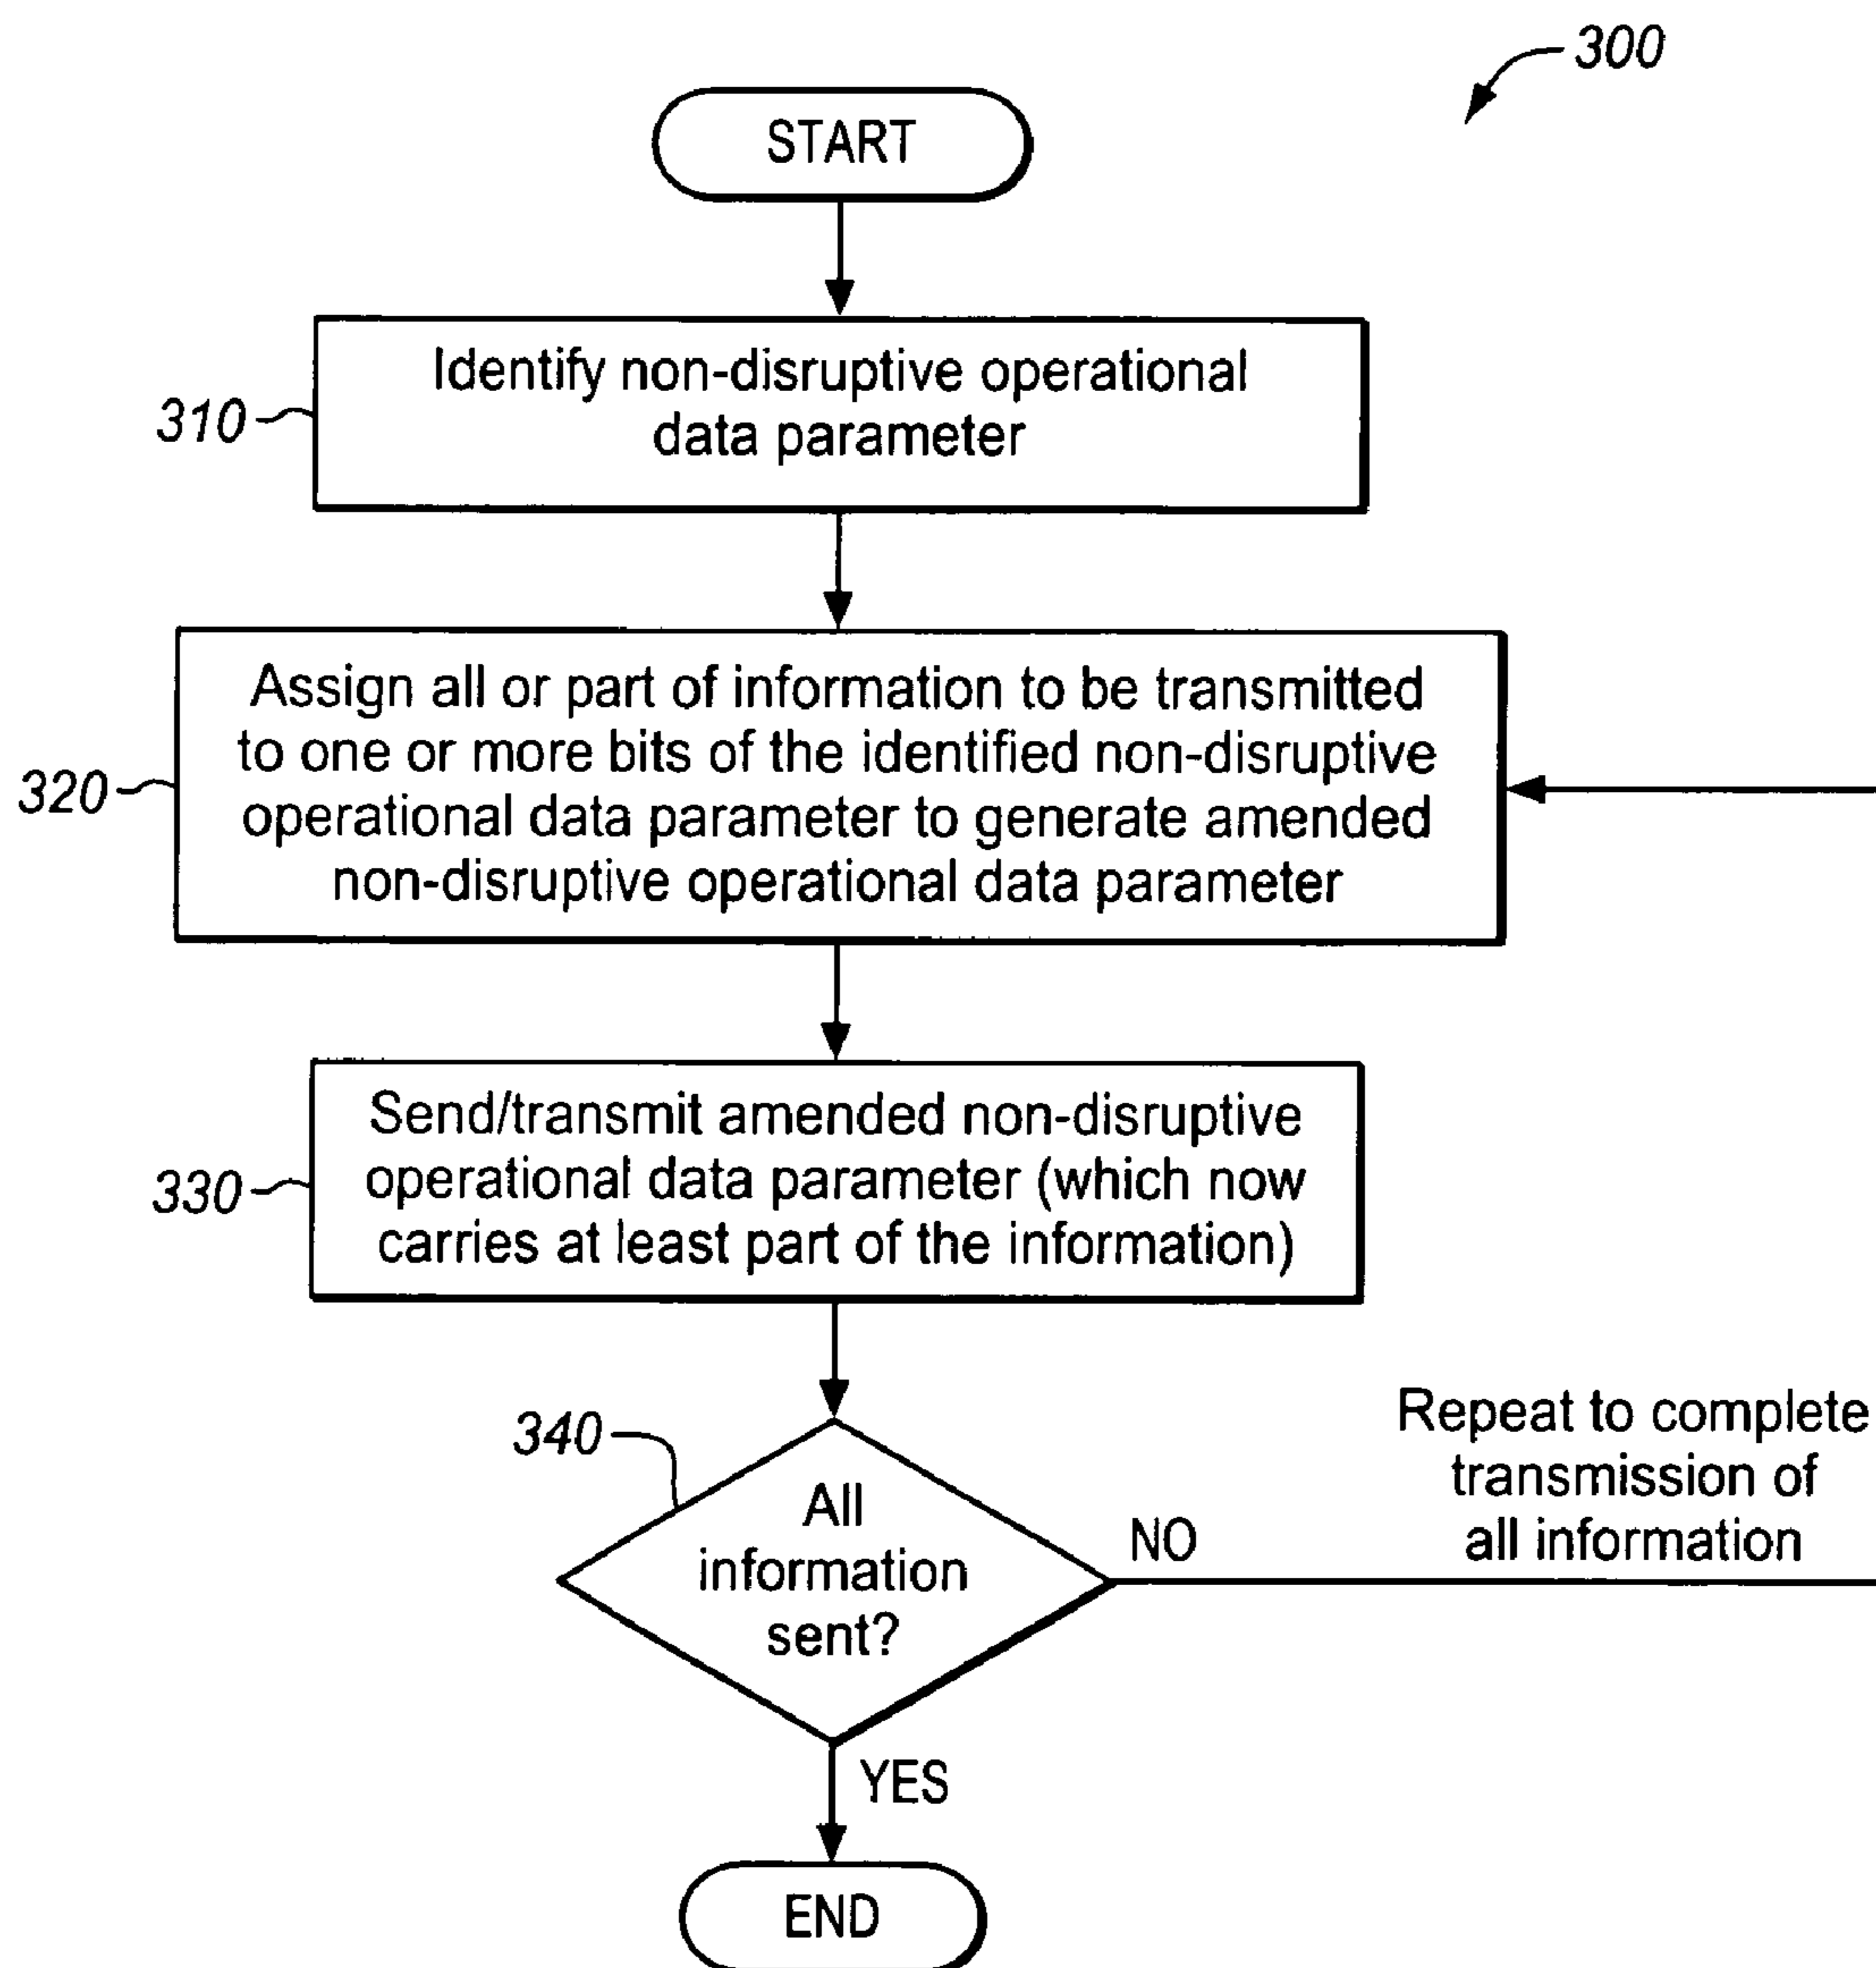 300
START
310
Identify non-disruptive operational
data parameter
320
Assign all or part of information to be transmitted
to one or more bits of the identified non-disruptive
operational data parameter to generate amended
non-disruptive operational data parameter
330
Send/transmit amended non-disruptive
operational data parameter (which now
carries at least part of the information)
340
All
information
sent?
NO
Repeat to complete
transmission of
all information
YES
END